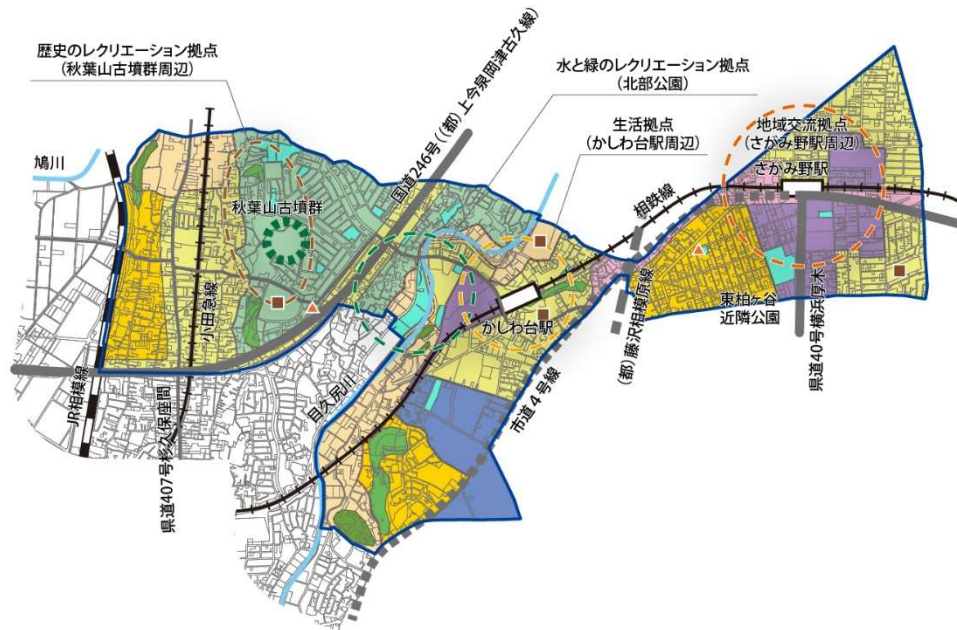 歴史のレクリエーション拠点
（秋葉山古墳群周辺）
水と緑のレクリエーション拠点
（北部公園）
生活拠点
（かしわ台駅周辺）
地域交流拠点
（さがみ野駅周辺）
さがみ野駅
国道246号（（都）上今泉岡津古久線）
鳩川
秋葉山古墳群
相鉄線
小田急線
かしわ台駅
東柏ケ谷
近隣公園
（都）藤沢相模原線
県道40号横浜厚木
目久尻川
市道４号線
JR相模線
県道407号杉久保座間